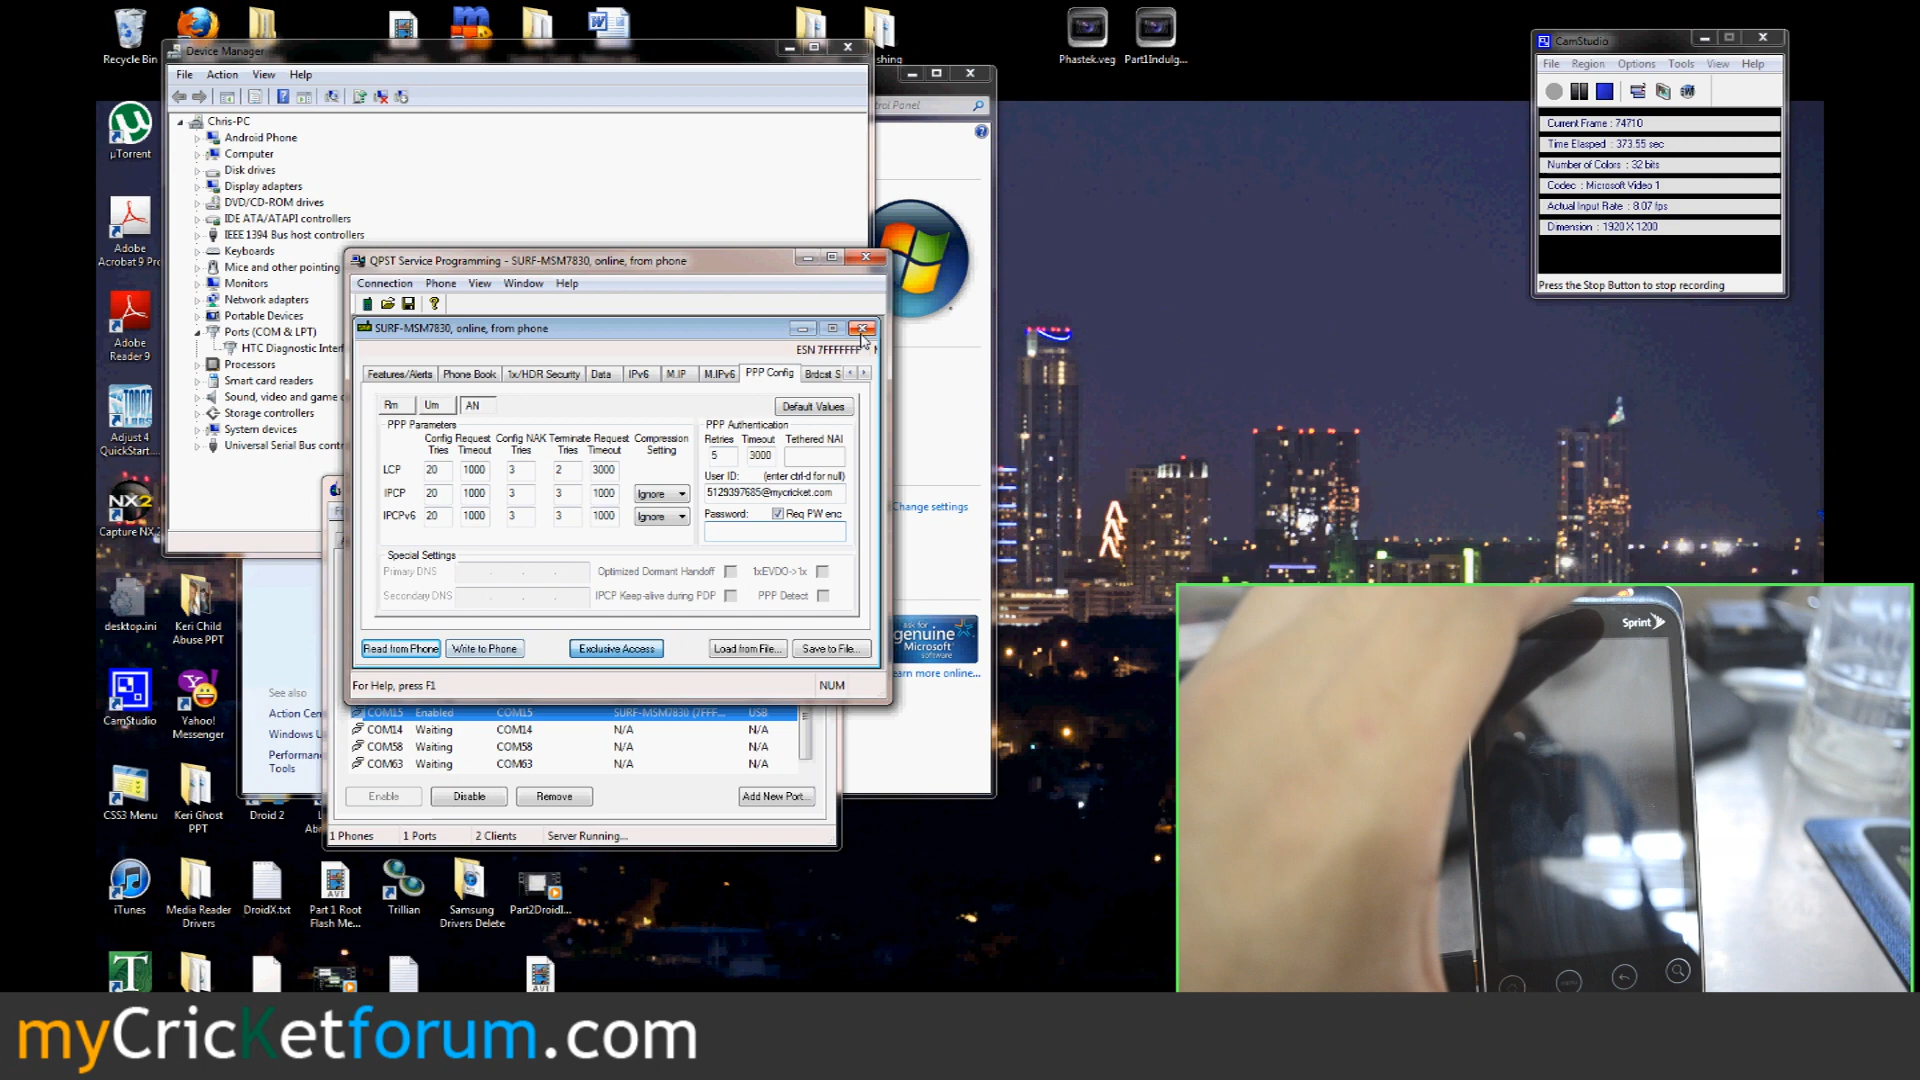 Recycle Bin
shing
Phastek.veg
Part1Indulg...
Device Manager
File Action View Help
Chris-PC
Android Phone
Computer
Disk drives
Display adapters
DVD/CD-ROM drives
IDE ATA/ATAPI controllers
IEEE 1394 Bus host controllers
Keyboards
Mice and other pointing
Monitors
Network adapters
Portable Devices
Ports (COM & LPT)
HTC Diagnostic Interf
Processors
Smart card readers
Sound, video and game c
Storage controllers
System devices
Universal Serial Bus contr
trol Panel
Change settings
ask for
genuine
Microsoft
software
earn more online...
CamStudio
File Region Options Tools View Help
Current Frame : 74710
Time Elasped : 373.55 sec
Number of Colors : 32 bits
Codec : Microsoft Video 1
Actual Input Rate : 8.07 fps
Dimension : 1920 X 1200
Press the Stop Button to stop recording
µTorrent
Adobe
Acrobat 9 Pro
Adobe
Reader 9
Adjust 4
QuickStart...
NX2
Capture NX 2
desktop.ini
Keri Child
Abuse PPT
CamStudio
Yahoo!
Messenger
CSS3 Menu
Keri Ghost
PPT
Droid 2
iTunes
Media Reader
Drivers
DroidX.txt
Part 1 Root
Flash Me...
Trillian
Samsung
Drivers Delete
Part2DroidI...
QPST Service Programming - SURF-MSM7830, online, from phone
Connection Phone View Window Help
SURF-MSM7830, online, from phone
ESN 7FFFFFFF
Features/Alerts Phone Book 1x/HDR Security Data IPv6 M.IP M.IPv6 PPP Config Brdcst S
Rm Um AN
Default Values
PPP Parameters
Config Request Config NAK Terminate Request Compression
Tries Timeout Tries Tries Timeout Setting
LCP 20 1000 3 2 3000
IPCP 20 1000 3 3 1000 Ignore
IPCPv6 20 1000 3 3 1000 Ignore
PPP Authentication
Retries Timeout Tethered NAI
5 3000
User ID: (enter ctrl-d for null)
5129397685@mycricket.com
Password: Req PW enc
Special Settings
Primary DNS Optimized Dormant Handoff 1xEVDO->1x
Secondary DNS IPCP Keep-alive during PDP PPP Detect
Read from Phone Write to Phone Exclusive Access Load from File... Save to File...
For Help, press F1 NUM
COM15 Enabled COM15 SURF-MSM7830 (7FFF... USB
COM14 Waiting COM14 N/A N/A
COM58 Waiting COM58 N/A N/A
COM63 Waiting COM63 N/A N/A
Enable Disable Remove Add New Port...
1 Phones 1 Ports 2 Clients Server Running...
See also
Action Cen
Windows U
Performanc
Tools
Sprint
myCricKetforum.com